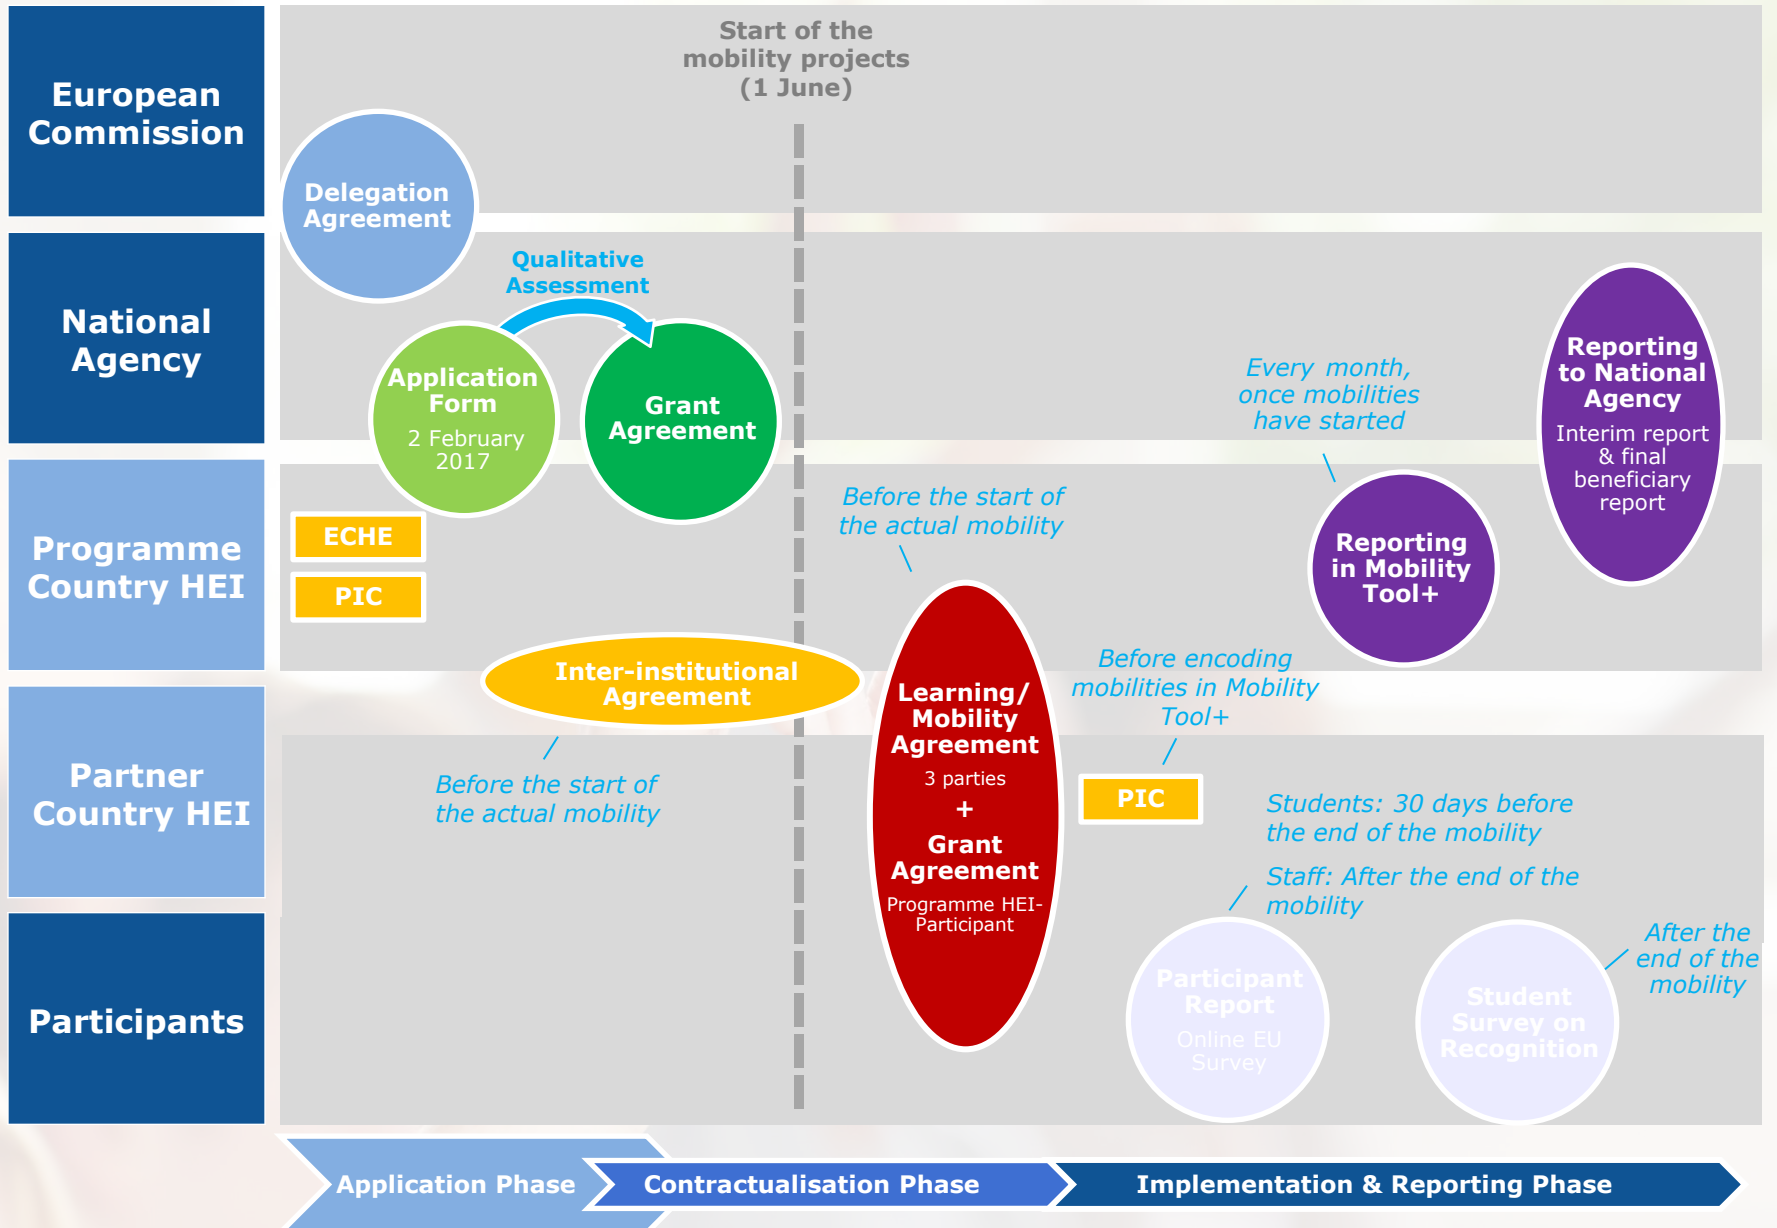 European
Commission
Start of the
mobility projects
(1 June)
Delegation
Agreement
National
Agency
Qualitative
Assessment
Application
Form
2 February
2017
Grant
Agreement
Every month,
once mobilities
have started
Reporting
to National
Agency
Interim report
& final
beneficiary
report
Programme
Country HEI
ECHE
PIC
Before the start of
the actual mobility
Reporting
in Mobility
Tool+
Inter-institutional
Agreement
Before encoding
mobilities in Mobility
Tool+
Partner
Country HEI
Before the start of
the actual mobility
Learning/
Mobility
Agreement
3 parties
+
Grant
Agreement
Programme HEI-
Participant
PIC
Students: 30 days before
the end of the mobility
Staff: After the end of the
mobility
Participants
Participant
Report
Online EU
Survey
Student
Survey on
Recognition
After the
end of the
mobility
Application Phase
Contractualisation Phase
Implementation & Reporting Phase